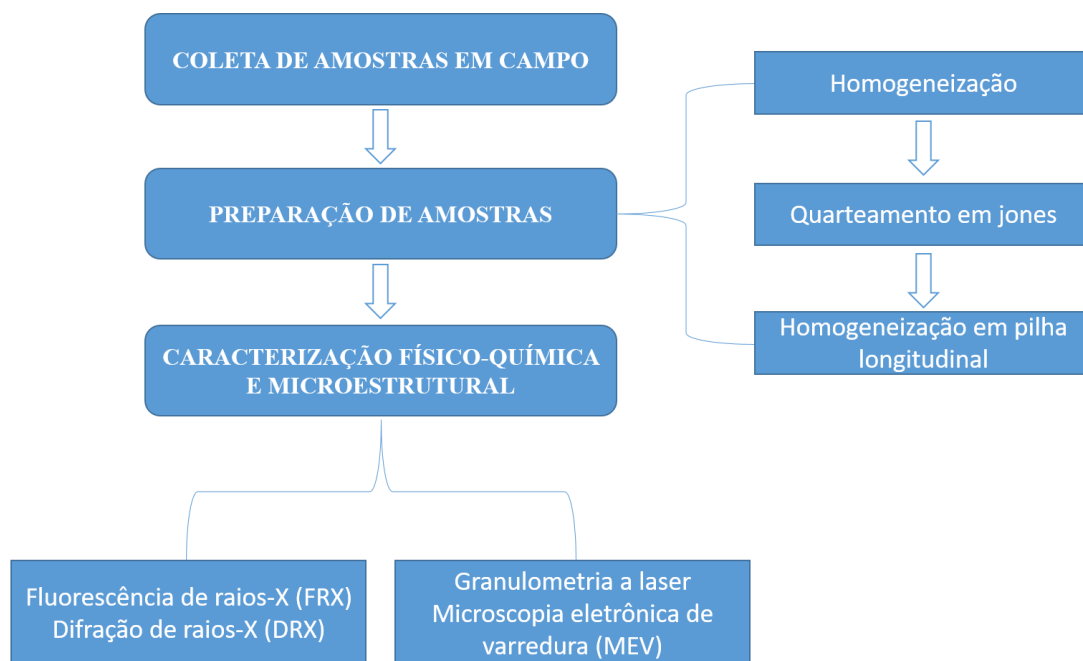 COLETA DE AMOSTRAS EM CAMPO
PREPARAÇÃO DE AMOSTRAS
CARACTERIZAÇÃO FÍSICO-QUÍMICA
E MICROESTRUTURAL
Homogeneização
Quarteamento em jones
Homogeneização em pilha
longitudinal
Fluorescência de raios-X (FRX)
Difração de raios-X (DRX)
Granulometria a laser
Microscopia eletrônica de
varredura (MEV)